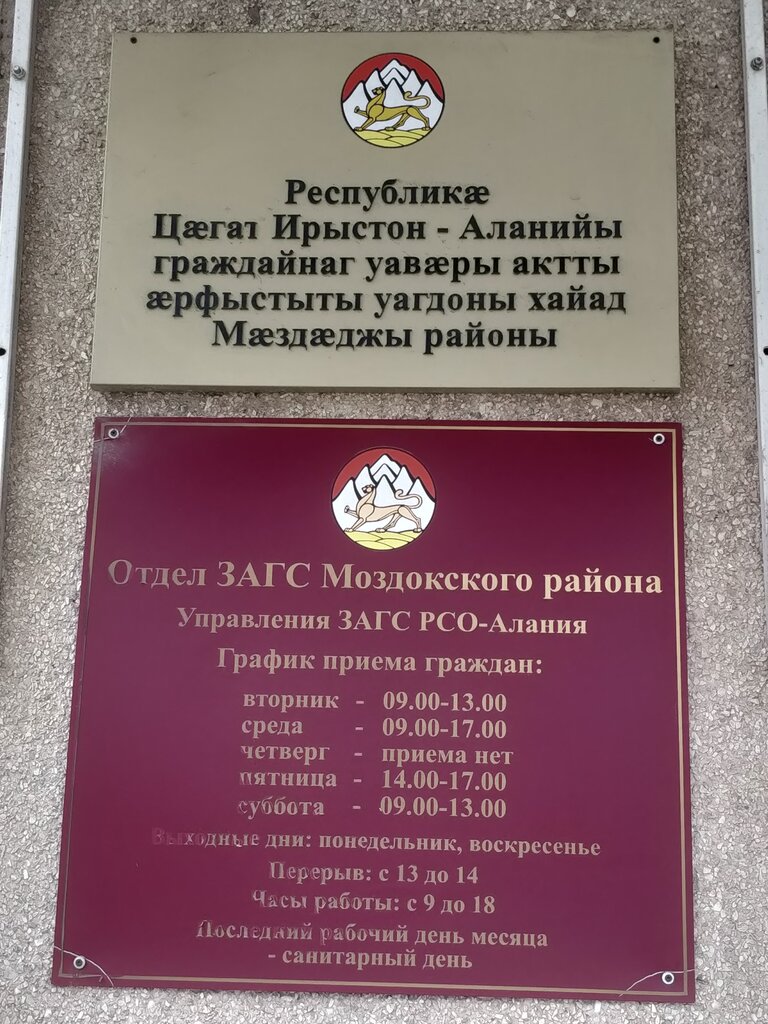 Республикæ
Цæгат Ирыстон - Аланийы
граждайнаг уавæры актты
æрфыстыты уагдоны хайад
Мæздæджы районы
Отдел ЗАГС Моздокского района
Управления ЗАГС РСО-Алания
График приема граждан:
вторник - 09.00-13.00
среда - 09.00-17.00
четверг - приема нет
пятница - 14.00-17.00
суббота - 09.00-13.00
Выходные дни: понедельник, воскресенье
Перерыв: с 13 до 14
Часы работы: с 9 до 18
Последний рабочий день месяца
- санитарный день